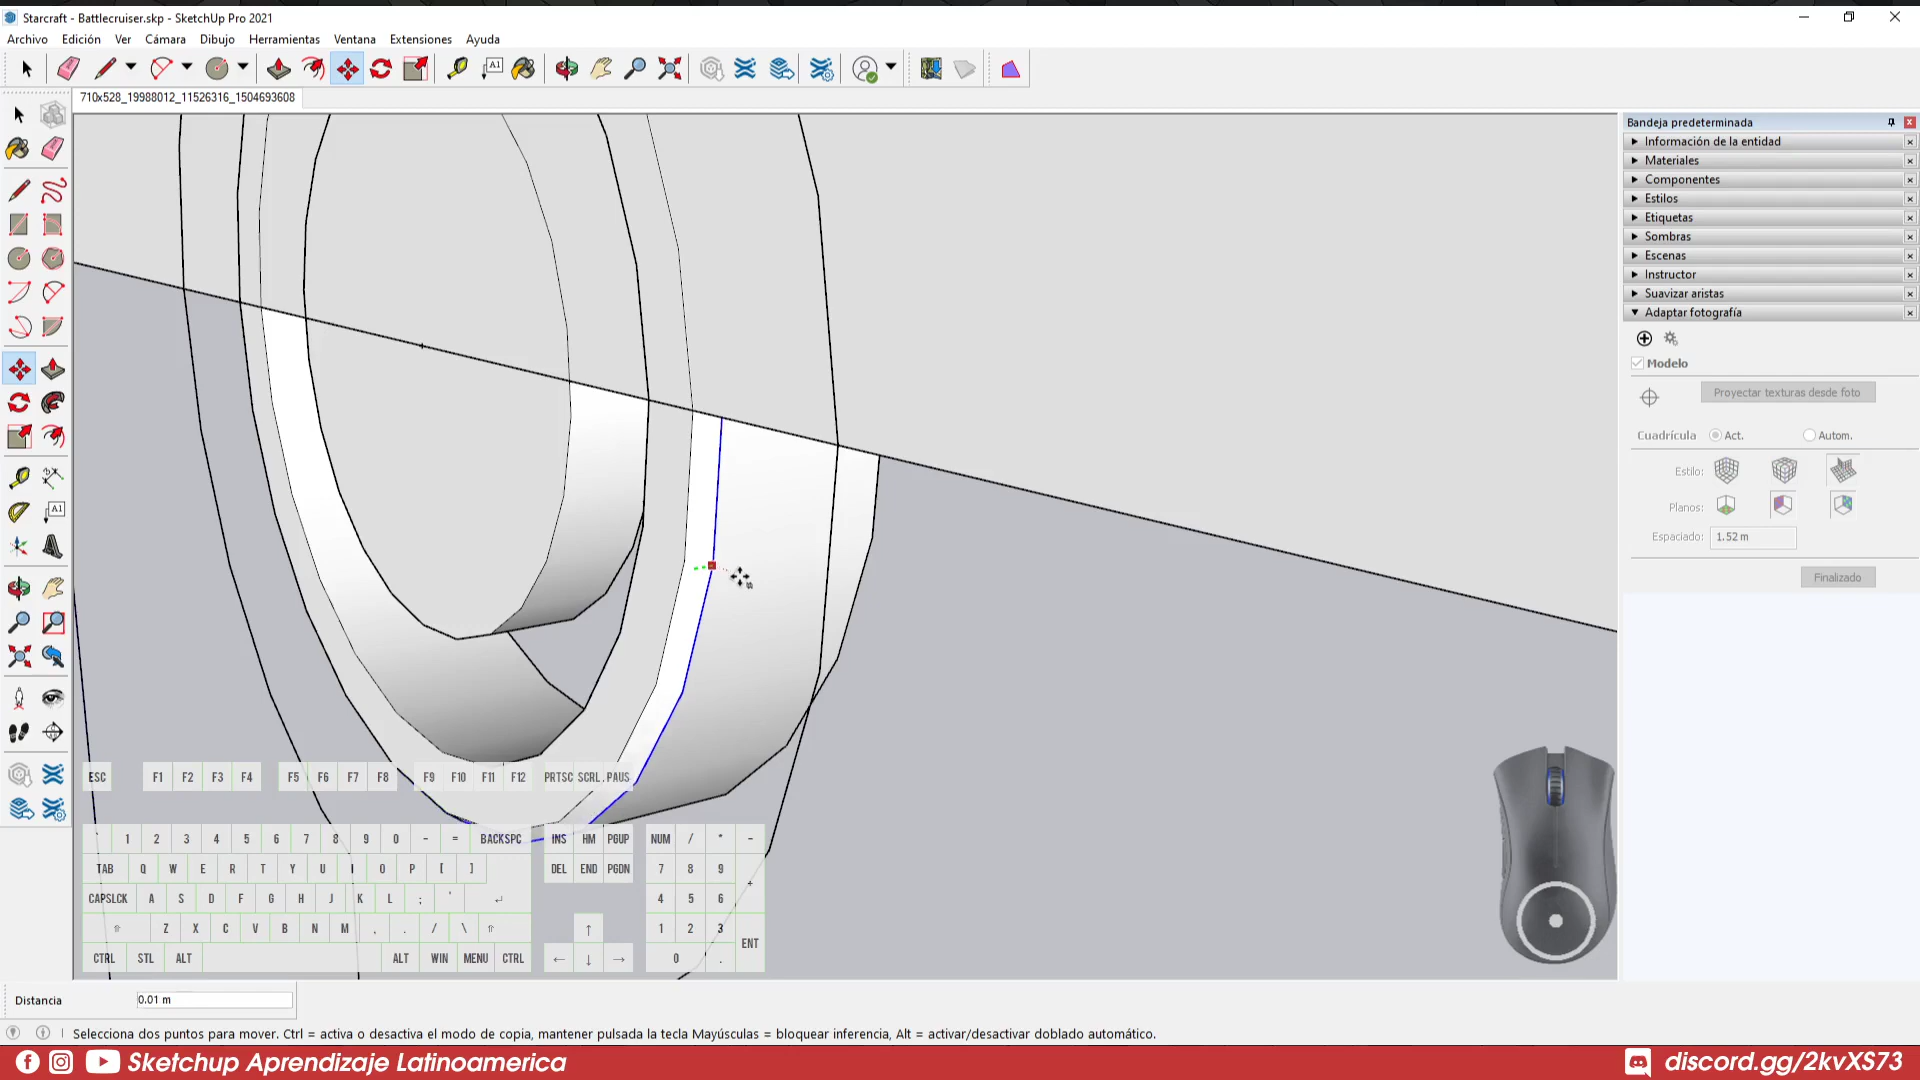 Starcraft - Battlecruiser.skp - SketchUp Pro 2021
Archivo Edición Ver Cámara Dibujo Herramientas Ventana Extensiones Ayuda
A1
710x528_19988012_11526316_1504693608
Bandeja predeterminada
Información de la entidad
Materiales
Componentes
Estilos
Etiquetas
Sombras
Escenas
Instructor
Suavizar aristas
Adaptar fotografía
Modelo
Proyectar texturas desde foto
Cuadrícula Act. Autom.
Estilo:
Planos:
Espaciado: 1.52 m
Finalizado
A1
ESC F1 F2 F3 F4 F5 F6 F7 F8 F9 F10 F11 F12 PRTSC SCRL. PAUS
` 1 2 3 4 5 6 7 8 9 0 - = BACKSPC INS HM PGUP NUM / * -
TAB Q W E R T Y U I O P [ ] DEL END PGDN 7 8 9 +
CAPSLCK A S D F G H J K L ; ' ↵ 4 5 6
⇧ Z X C V B N M , . / \ ⇧ ↑ 1 2 3 ENT
CTRL STL ALT ALT WIN MENU CTRL ← ↓ → 0 .
Distancia 0.01 m
Selecciona dos puntos para mover. Ctrl = activa o desactiva el modo de copia, mantener pulsada la tecla Mayúsculas = bloquear inferencia, Alt = activar/desactivar doblado automático.
Sketchup Aprendizaje Latinoamerica
discord.gg/2kvXS73